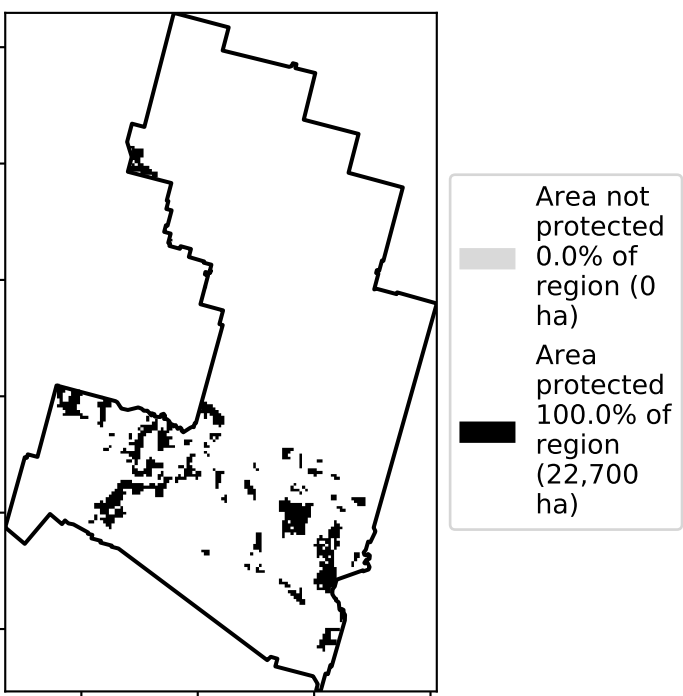 Area not
protected
0.0% of
region (0
ha)
Area
protected
100.0% of
region
(22,700
ha)